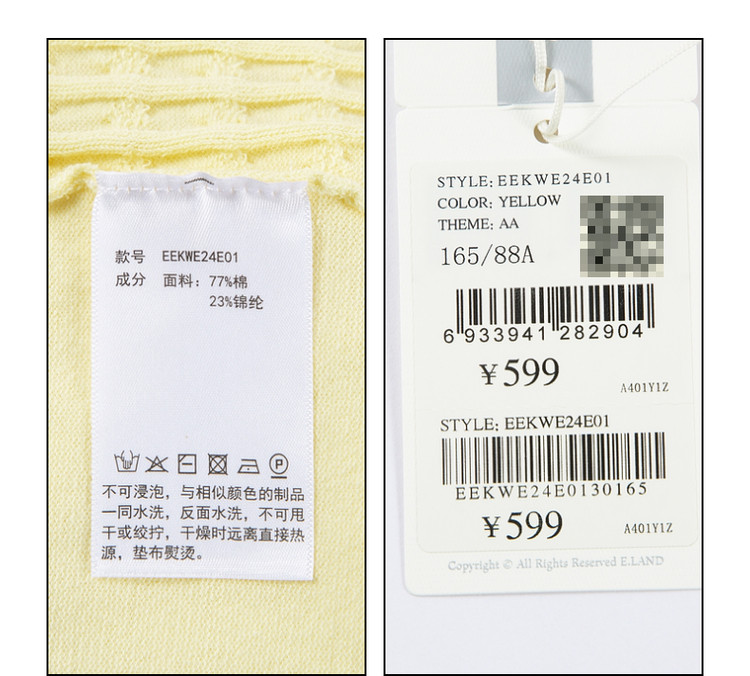 款号 EEKWE24E01
成分 面料：77%棉
23%锦纶
P
不可浸泡，与相似颜色的制品
一同水洗，反面水洗，不可甩
干或绞拧，干燥时远离直接热
源，垫布熨烫。
STYLE: EEKWE24E01
COLOR: YELLOW
THEME: AA
165/88A
6 933941 282904
¥599
A401Y1Z
STYLE: EEKWE24E01
EEKWE24E0130165
¥599
A401Y1Z
Copyright © All Rights Reserved E.LAND